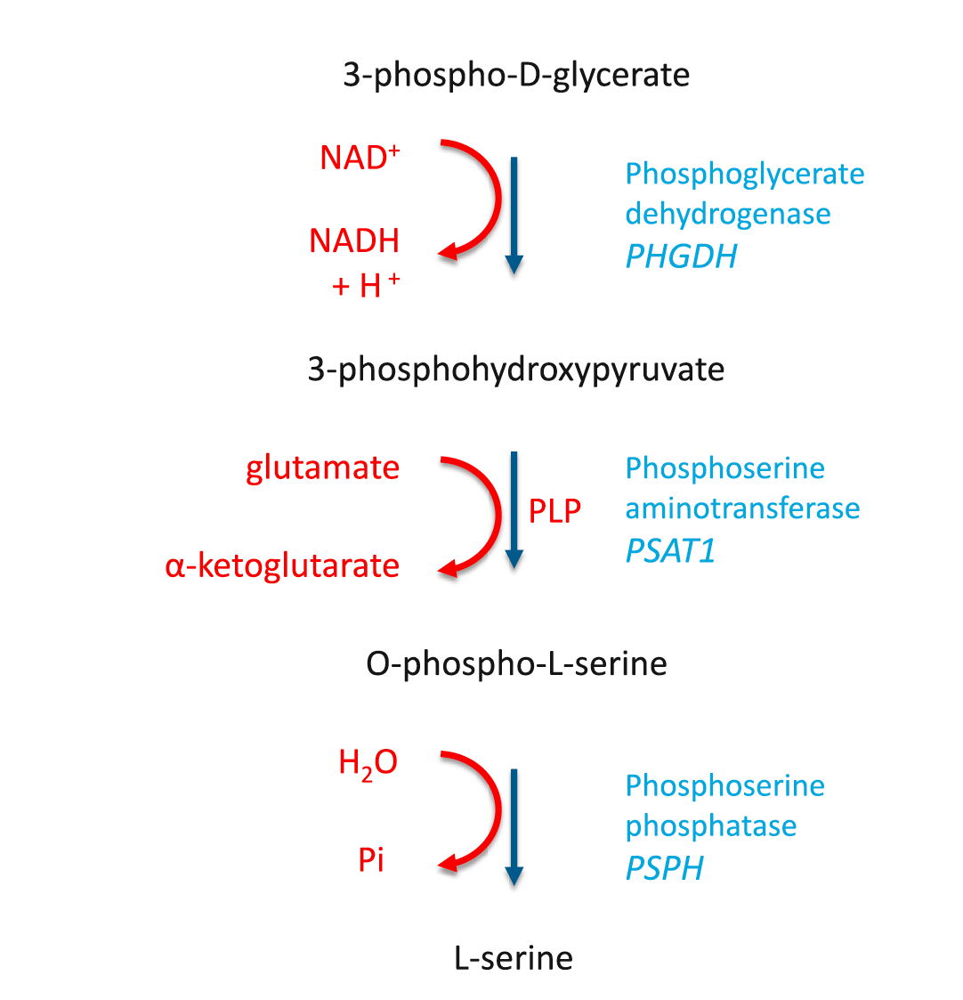 3-phospho-D-glycerate
NAD⁺
NADH
+ H⁺
Phosphoglycerate
dehydrogenase
PHGDH
3-phosphohydroxypyruvate
glutamate
α-ketoglutarate
PLP
Phosphoserine
aminotransferase
PSAT1
O-phospho-L-serine
H₂O
Pi
Phosphoserine
phosphatase
PSPH
L-serine